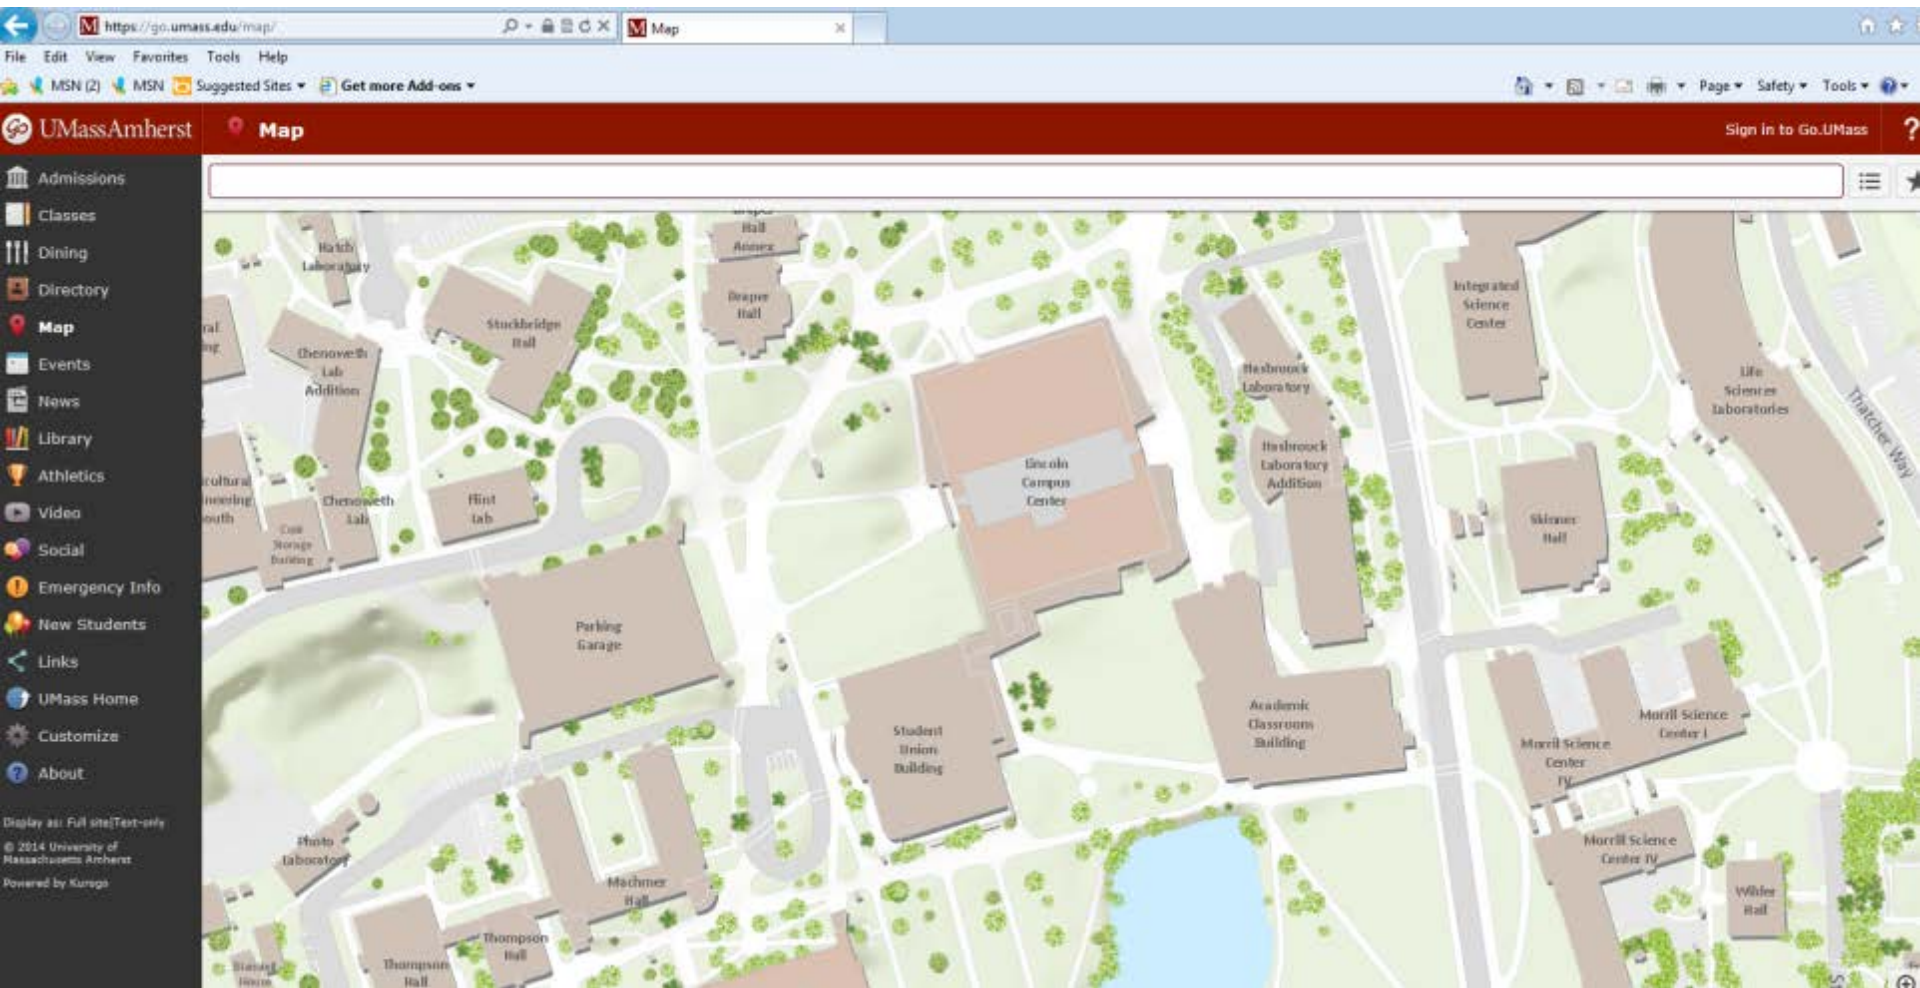 https://go.umass.edu/map/
Map
File Edit View Favorites Tools Help
MSN (2) MSN Suggested Sites Get more Add-ons
Page Safety Tools
UMassAmherst
Map
Sign in to Go.UMass
?
Admissions
Classes
Dining
Directory
Map
Events
News
Library
Athletics
Video
Social
Emergency Info
New Students
Links
UMass Home
Customize
About
Display as: Full site|Text-only
© 2014 University of
Massachusetts Amherst
Powered by Kurogo
Hatch
Laboratory
Draper
Hall
Annex
Draper
Hall
Stockbridge
Hall
Chenoweth
Lab
Addition
Chenoweth
Lab
Flint
Lab
Cold
Storage
Building
Parking
Garage
Lincoln
Campus
Center
Hasbrouck
Laboratory
Hasbrouck
Laboratory
Addition
Integrated
Science
Center
Life
Sciences
Laboratories
Thatcher Way
Skinner
Hall
Student
Union
Building
Academic
Classroom
Building
Morrill Science
Center I
Morrill Science
Center
IV
Morrill Science
Center IV
Wilder
Hall
Photo
Laboratory
Machmer
Hall
Thompson
Hall
Thompson
Hall